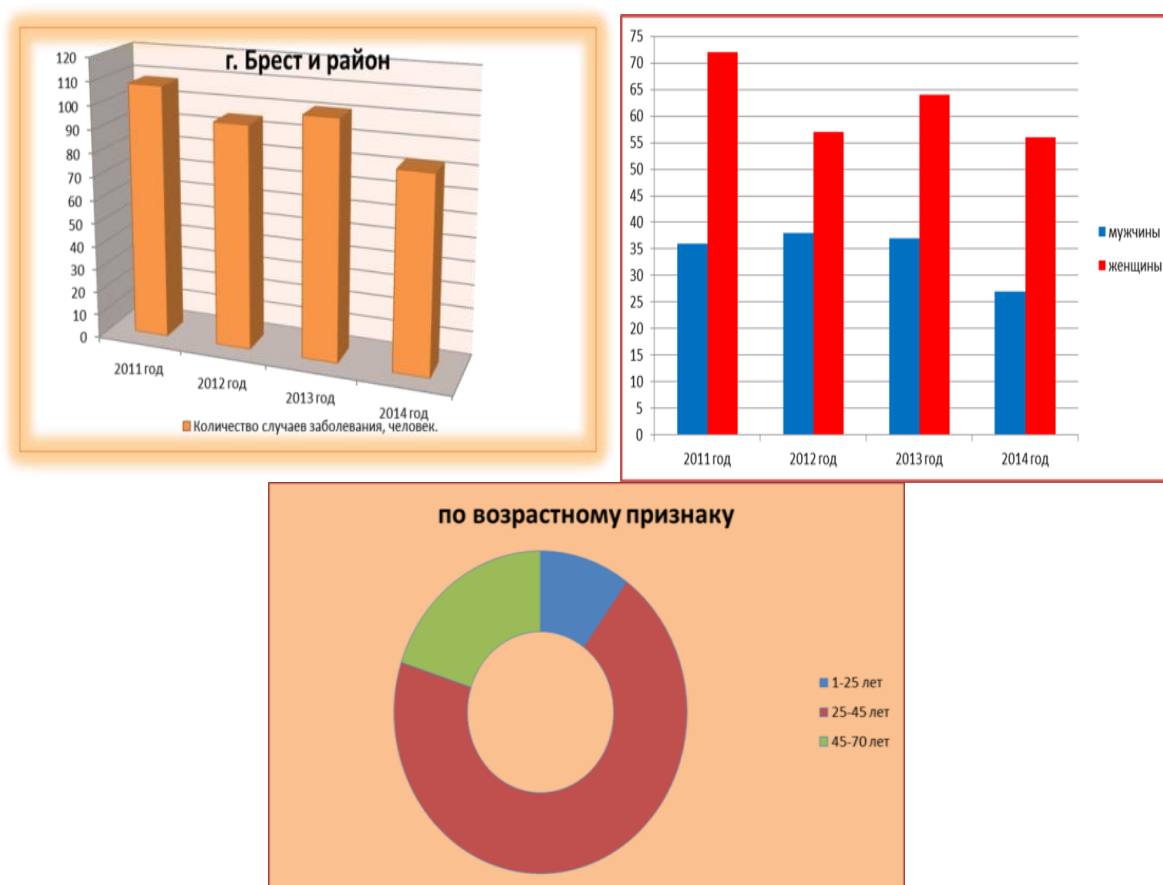 г. Брест и район
120
110
100
90
80
70
60
50
40
30
20
10
0
2011 год
2012 год
2013 год
2014 год
Количество случаев заболевания, человек.
75
70
65
60
55
50
45
40
35
30
25
20
15
10
5
0
2011 год
2012 год
2013 год
2014 год
мужчины
женщины
по возрастному признаку
1-25 лет
25-45 лет
45-70 лет